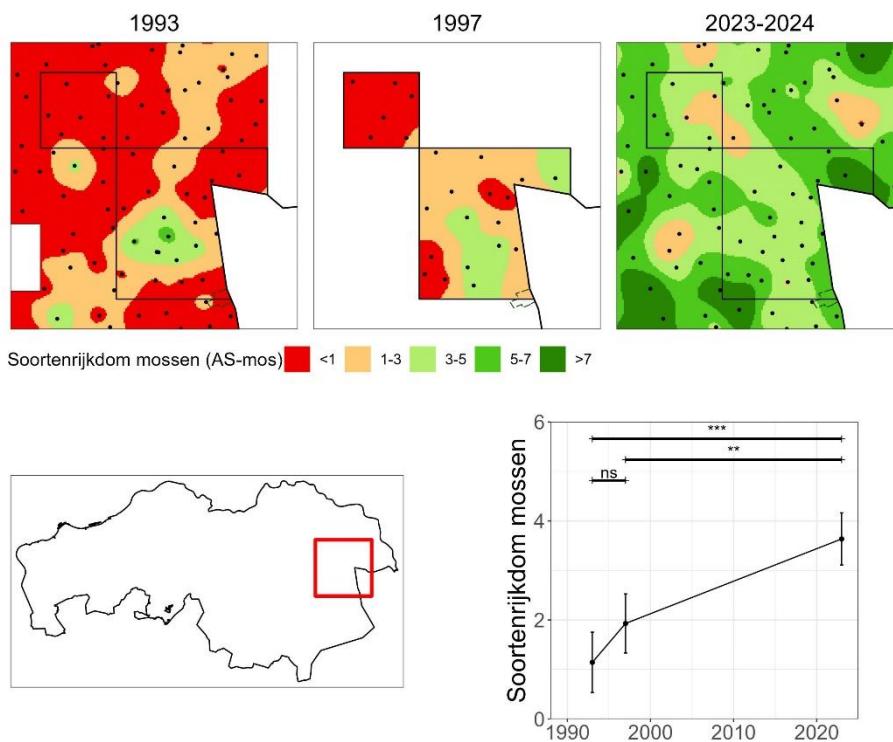 1993
1997
2023-2024
Soortenrijkdom mossen (AS-mos) <1 1-3 3-5 5-7 >7
Soortenrijkdom mossen
6
4
2
0
***
**
ns
1990 2000 2010 2020